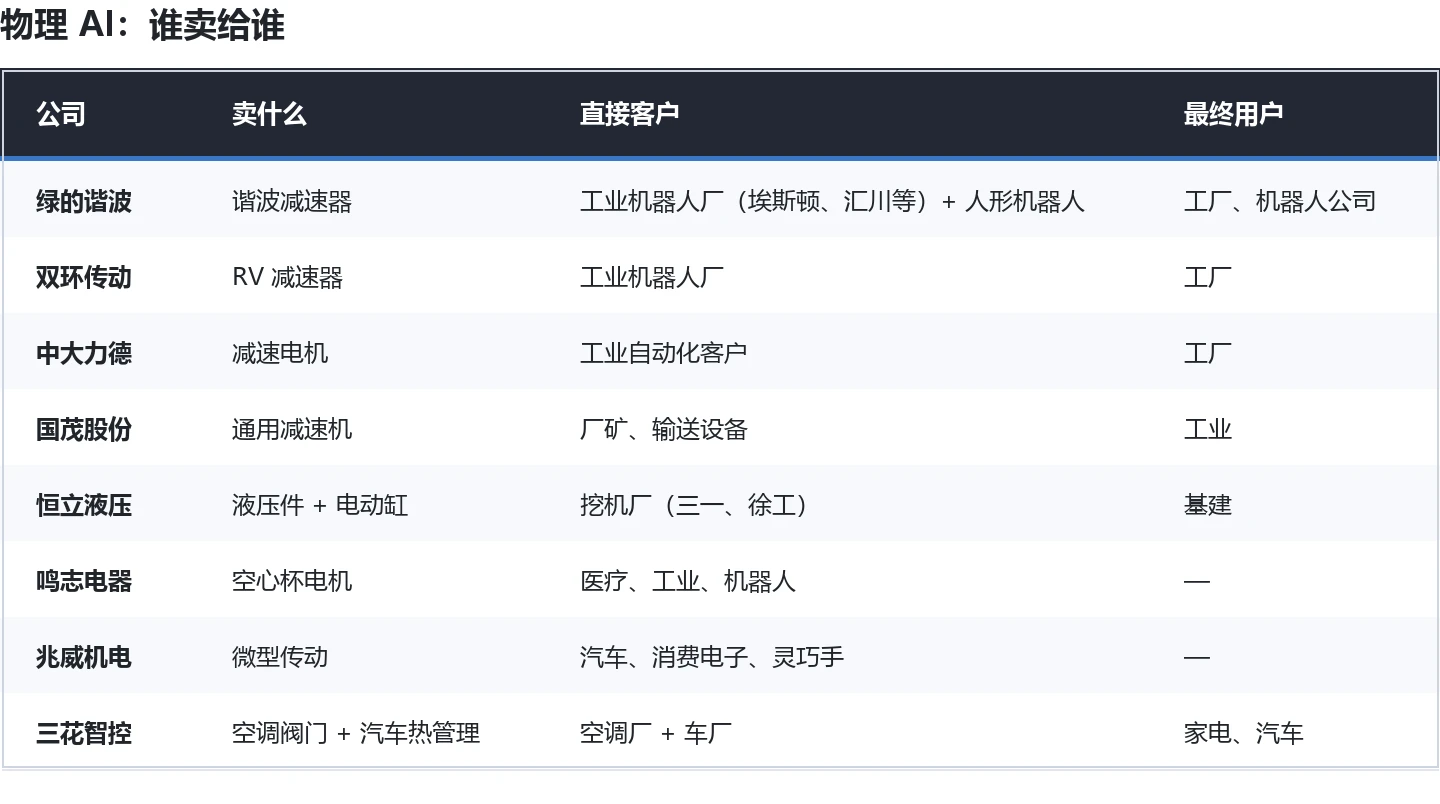 物理 AI：谁卖给谁
公司 卖什么 直接客户 最终用户
绿的谐波 谐波减速器 工业机器人厂（埃斯顿、汇川等）+ 人形机器人 工厂、机器人公司
双环传动 RV 减速器 工业机器人厂 工厂
中大力德 减速电机 工业自动化客户 工厂
国茂股份 通用减速机 厂矿、输送设备 工业
恒立液压 液压件 + 电动缸 挖机厂（三一、徐工） 基建
鸣志电器 空心杯电机 医疗、工业、机器人 —
兆威机电 微型传动 汽车、消费电子、灵巧手 —
三花智控 空调阀门 + 汽车热管理 空调厂 + 车厂 家电、汽车